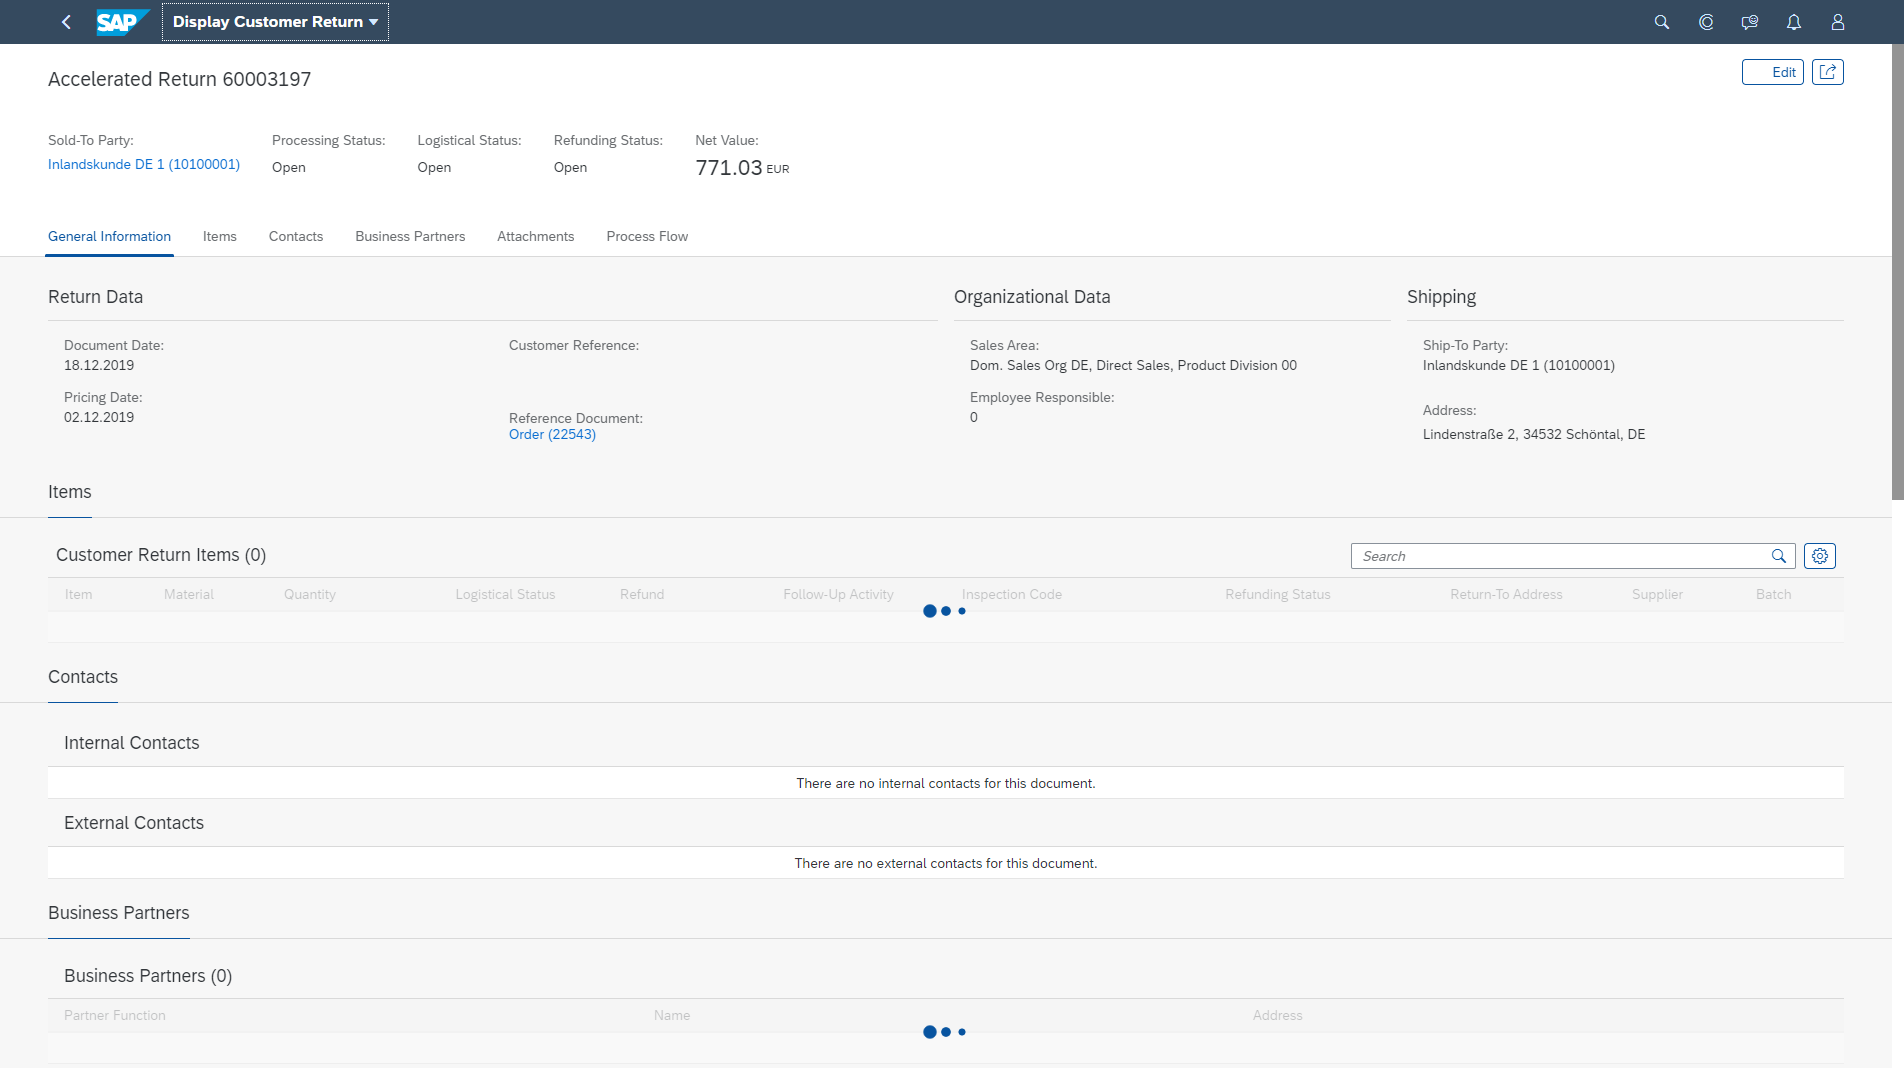 SAP Display Customer Return
Accelerated Return 60003197
Edit
Sold-To Party:
Inlandskunde DE 1 (10100001)
Processing Status:
Open
Logistical Status:
Open
Refunding Status:
Open
Net Value:
771.03 EUR
General Information Items Contacts Business Partners Attachments Process Flow
Return Data
Document Date:
18.12.2019
Pricing Date:
02.12.2019
Customer Reference:
Reference Document:
Order (22543)
Organizational Data
Sales Area:
Dom. Sales Org DE, Direct Sales, Product Division 00
Employee Responsible:
0
Shipping
Ship-To Party:
Inlandskunde DE 1 (10100001)
Address:
Lindenstraße 2, 34532 Schöntal, DE
Items
Customer Return Items (0)
Search
Item Material Quantity Logistical Status Refund Follow-Up Activity Inspection Code Refunding Status Return-To Address Supplier Batch
Contacts
Internal Contacts
There are no internal contacts for this document.
External Contacts
There are no external contacts for this document.
Business Partners
Business Partners (0)
Partner Function Name Address